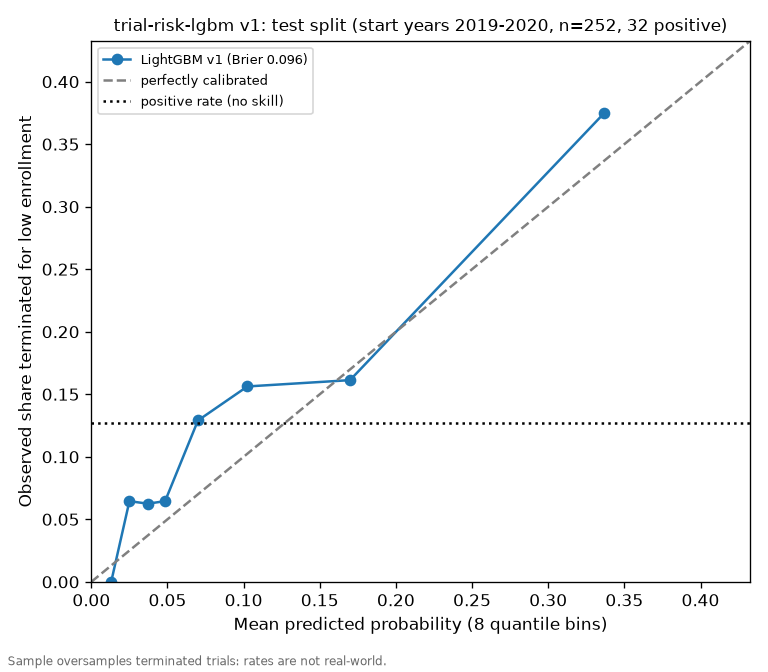 trial-risk-lgbm v1: test split (start years 2019-2020, n=252, 32 positive)
LightGBM v1 (Brier 0.096)
perfectly calibrated
positive rate (no skill)
0.40
0.35
0.30
0.25
0.20
0.15
0.10
0.05
0.00
Observed share terminated for low enrollment
0.00 0.05 0.10 0.15 0.20 0.25 0.30 0.35 0.40
Mean predicted probability (8 quantile bins)
Sample oversamples terminated trials: rates are not real-world.